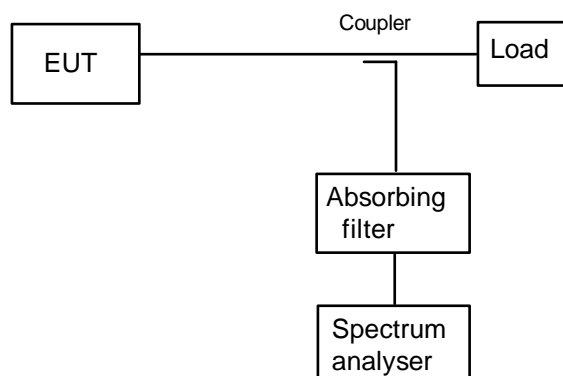 Coupler
EUT
Load
Absorbing
filter
Spectrum
analyser